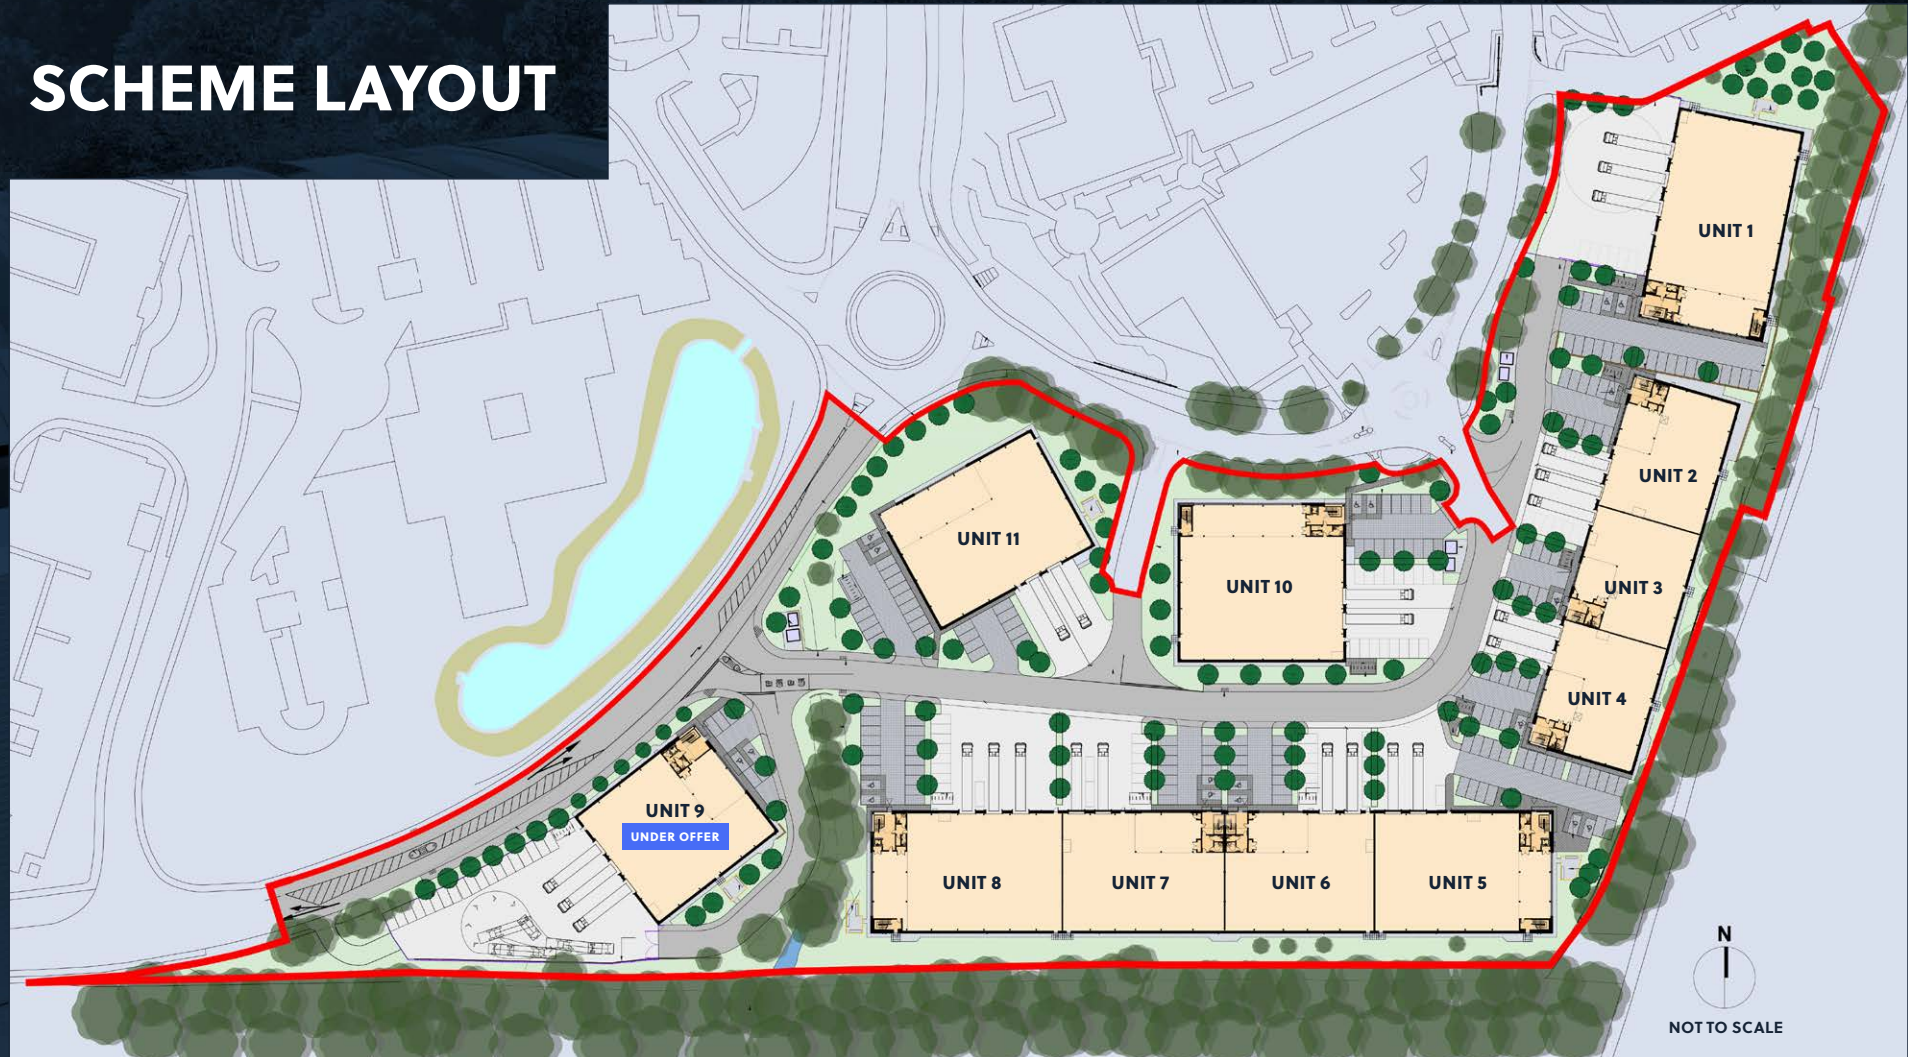 SCHEME LAYOUT
UNIT 1
UNIT 2
UNIT 3
UNIT 4
UNIT 11
UNIT 10
UNIT 9
UNDER OFFER
UNIT 8
UNIT 7
UNIT 6
UNIT 5
N
NOT TO SCALE